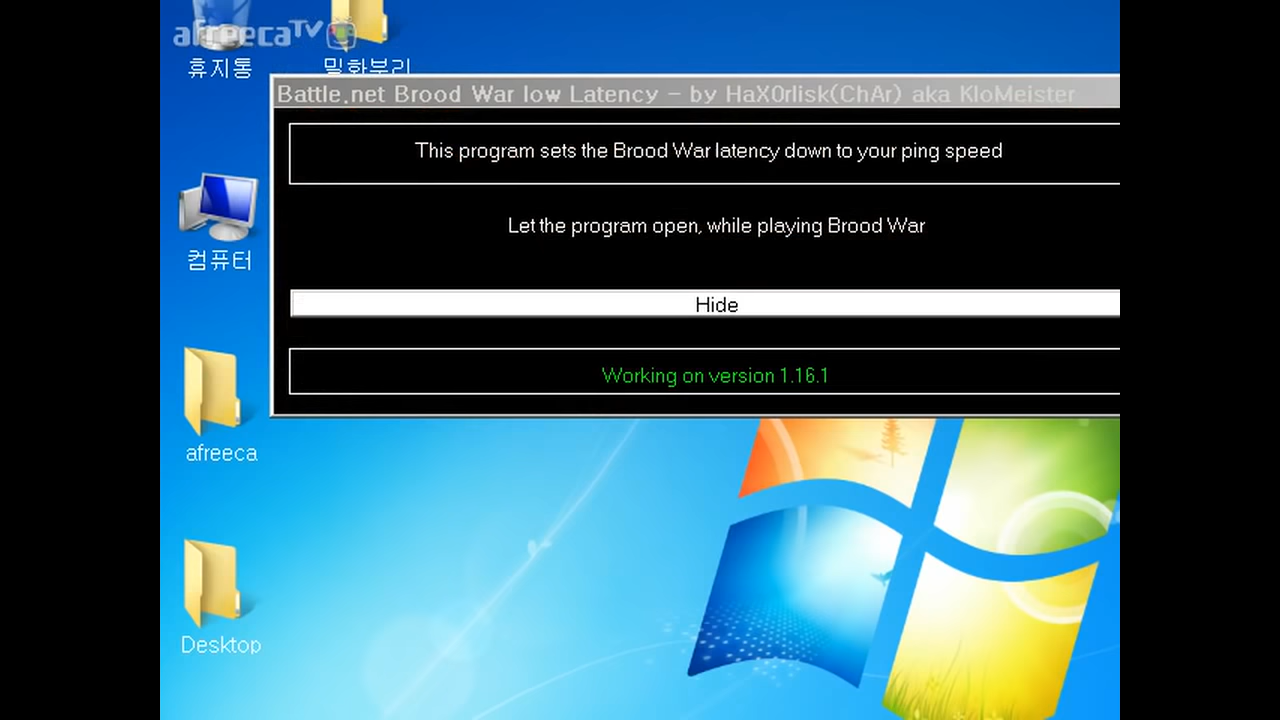 afreecaTV
휴지통
밀화부리
Battle.net Brood War low Latency - by HaX0rlisk(ChAr) aka KloMeister
This program sets the Brood War latency down to your ping speed
Let the program open, while playing Brood War
컴퓨터
Hide
Working on version 1.16.1
afreeca
Desktop